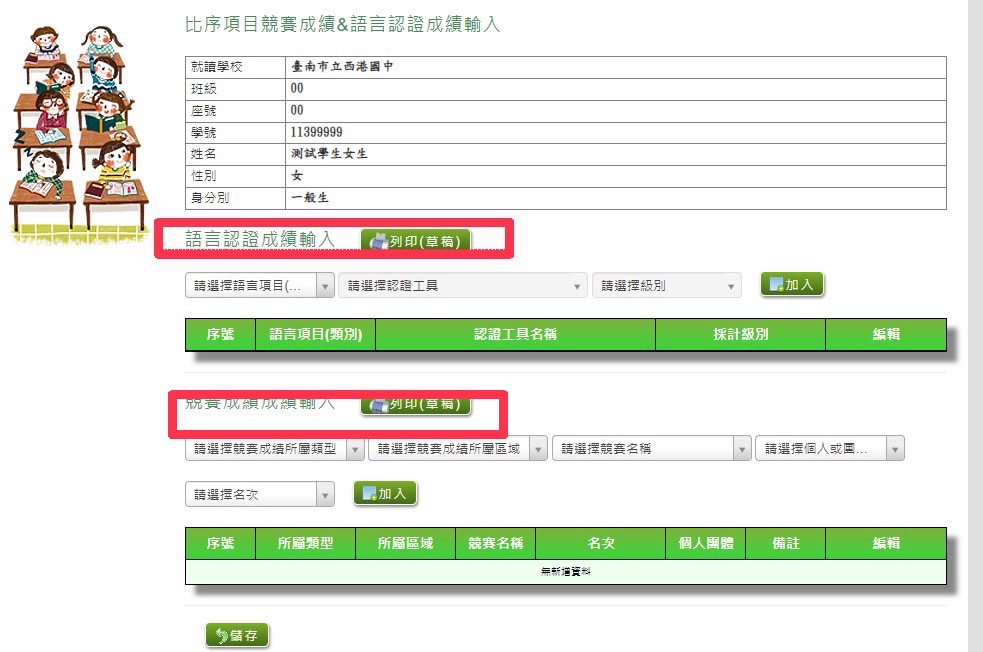 比序項目競賽成績&語言認證成績輸入
就讀學校 臺南市立西港國中
班級 00
座號 00
學號 11399999
姓名 測試學生女生
性別 女
身分別 一般生
語言認證成績輸入 列印(草稿)
請選擇語言項目(... 請選擇認證工具 請選擇級別 加入
序號 語言項目(類別) 認證工具名稱 採計級別 編輯
競賽成績成績輸入 列印(草稿)
請選擇競賽成績所屬類型 請選擇競賽成績所屬區域 請選擇競賽名稱 請選擇個人或團...
請選擇名次 加入
序號 所屬類型 所屬區域 競賽名稱 名次 個人團體 備註 編輯
無新增資料
儲存